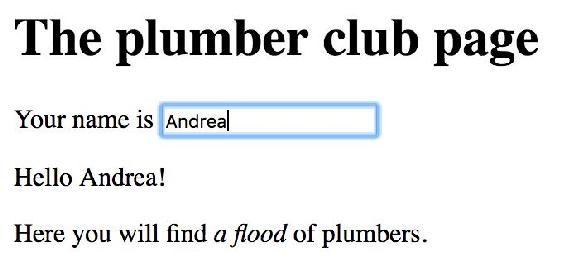 The plumber club page
Your name is Andrea
Hello Andrea!
Here you will find a flood of plumbers.